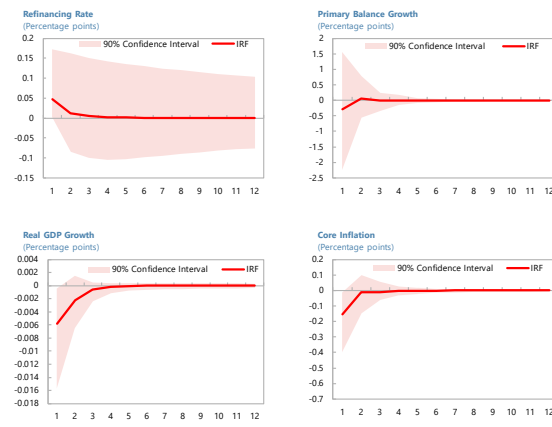 Refinancing Rate
(Percentage points)
90% Confidence Interval
IRF
0.2
0.15
0.1
0.05
0
-0.05
-0.1
-0.15
1 2 3 4 5 6 7 8 9 10 11 12
Primary Balance Growth
(Percentage points)
90% Confidence Interval
IRF
2
1.5
1
0.5
0
-0.5
-1
-1.5
-2
-2.5
1 2 3 4 5 6 7 8 9 10 11 12
Real GDP Growth
(Percentage points)
90% Confidence Interval
IRF
0.004
0.002
0
-0.002
-0.004
-0.006
-0.008
-0.01
-0.012
-0.014
-0.016
-0.018
1 2 3 4 5 6 7 8 9 10 11 12
Core Inflation
(Percentage points)
90% Confidence Interval
IRF
0.2
0.1
0
-0.1
-0.2
-0.3
-0.4
-0.5
-0.6
-0.7
1 2 3 4 5 6 7 8 9 10 11 12